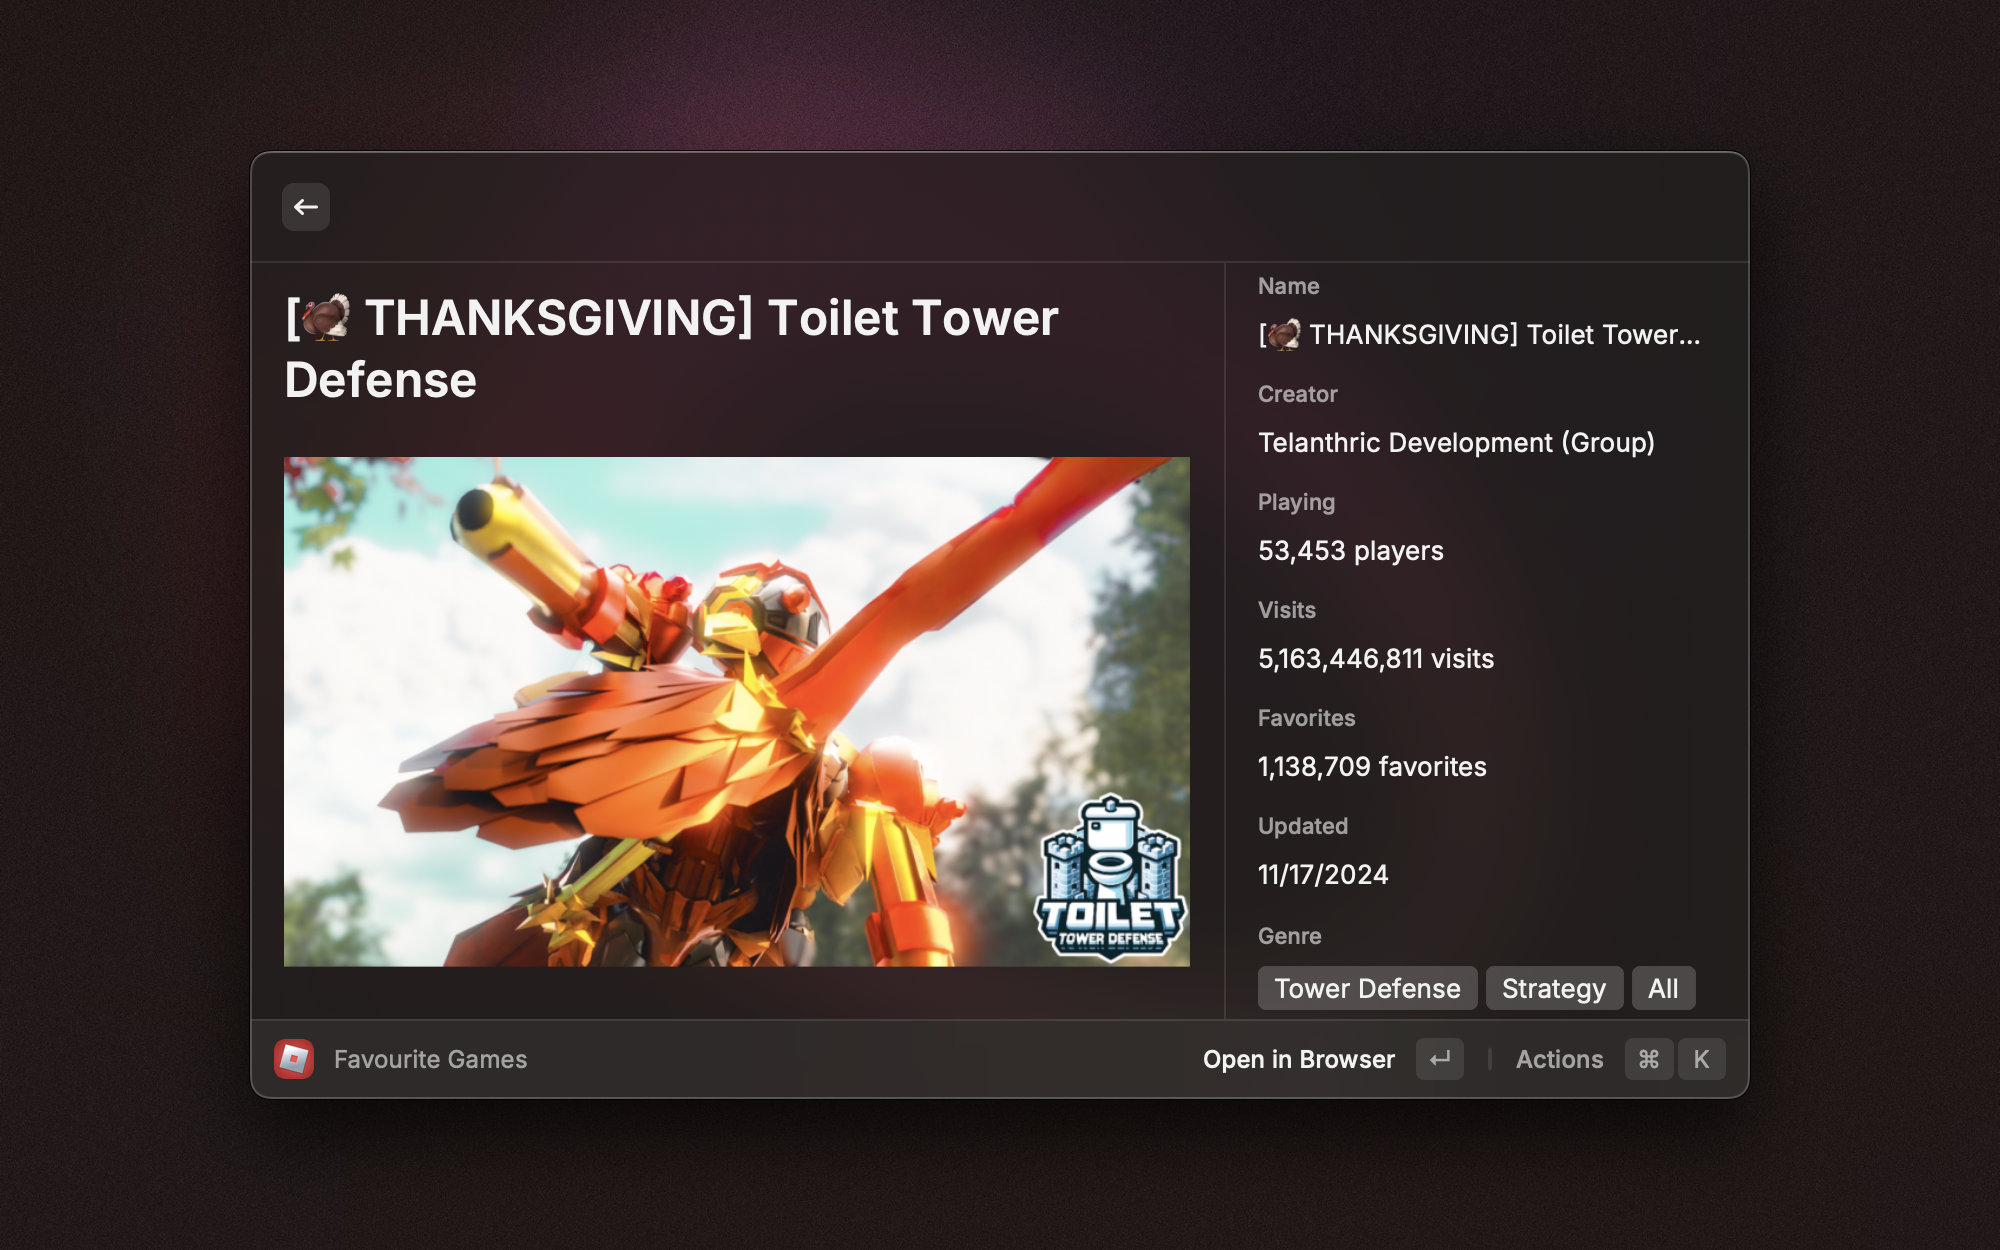 [🦃 THANKSGIVING] Toilet Tower
Defense
TOILET
TOWER DEFENSE
Name
[🦃 THANKSGIVING] Toilet Tower...
Creator
Telanthric Development (Group)
Playing
53,453 players
Visits
5,163,446,811 visits
Favorites
1,138,709 favorites
Updated
11/17/2024
Genre
Tower Defense Strategy All
Favourite Games
Open in Browser ↵ | Actions ⌘ K